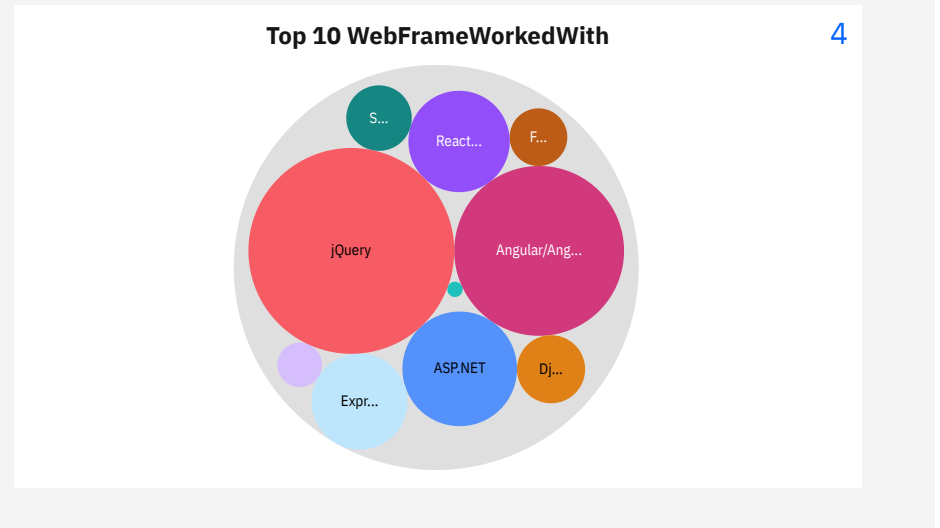 Top 10 WebFrameWorkedWith
4
S...
React...
F...
jQuery
Angular/Ang...
ASP.NET
Dj...
Expr...